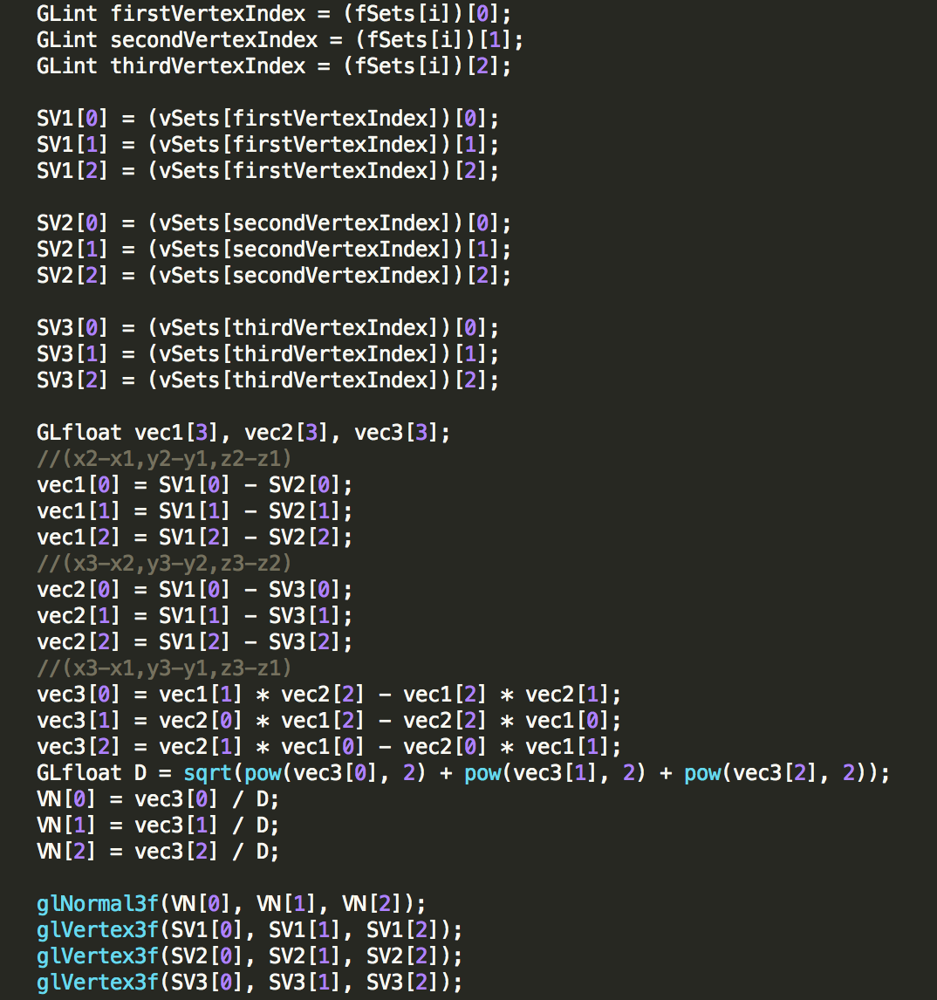 GLint firstVertexIndex = (fSets[i])[0];
GLint secondVertexIndex = (fSets[i])[1];
GLint thirdVertexIndex = (fSets[i])[2];
SV1[0] = (vSets[firstVertexIndex])[0];
SV1[1] = (vSets[firstVertexIndex])[1];
SV1[2] = (vSets[firstVertexIndex])[2];
SV2[0] = (vSets[secondVertexIndex])[0];
SV2[1] = (vSets[secondVertexIndex])[1];
SV2[2] = (vSets[secondVertexIndex])[2];
SV3[0] = (vSets[thirdVertexIndex])[0];
SV3[1] = (vSets[thirdVertexIndex])[1];
SV3[2] = (vSets[thirdVertexIndex])[2];
GLfloat vec1[3], vec2[3], vec3[3];
//(x2-x1,y2-y1,z2-z1)
vec1[0] = SV1[0] - SV2[0];
vec1[1] = SV1[1] - SV2[1];
vec1[2] = SV1[2] - SV2[2];
//(x3-x2,y3-y2,z3-z2)
vec2[0] = SV1[0] - SV3[0];
vec2[1] = SV1[1] - SV3[1];
vec2[2] = SV1[2] - SV3[2];
//(x3-x1,y3-y1,z3-z1)
vec3[0] = vec1[1] * vec2[2] - vec1[2] * vec2[1];
vec3[1] = vec2[0] * vec1[2] - vec2[2] * vec1[0];
vec3[2] = vec2[1] * vec1[0] - vec2[0] * vec1[1];
GLfloat D = sqrt(pow(vec3[0], 2) + pow(vec3[1], 2) + pow(vec3[2], 2));
VN[0] = vec3[0] / D;
VN[1] = vec3[1] / D;
VN[2] = vec3[2] / D;
glNormal3f(VN[0], VN[1], VN[2]);
glVertex3f(SV1[0], SV1[1], SV1[2]);
glVertex3f(SV2[0], SV2[1], SV2[2]);
glVertex3f(SV3[0], SV3[1], SV3[2]);